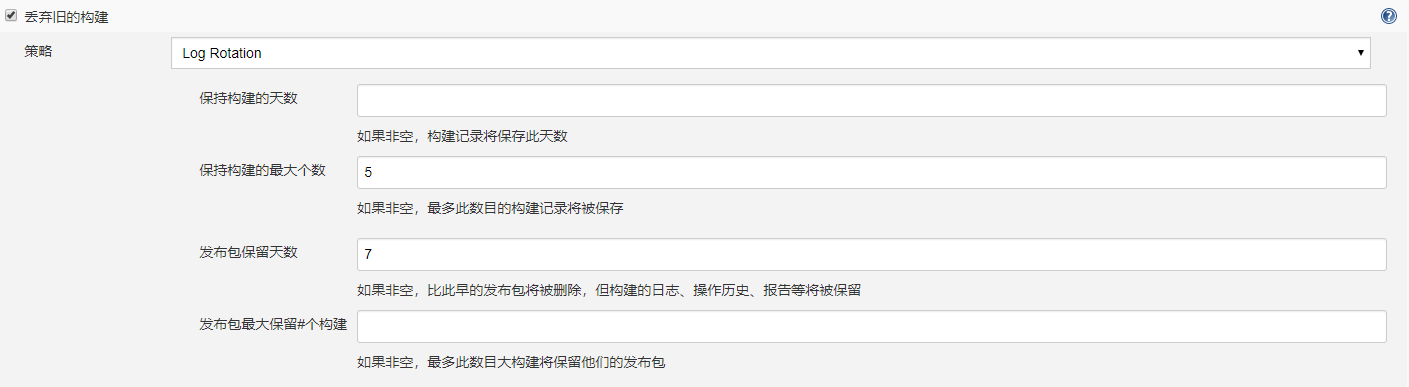 丢弃旧的构建
策略
Log Rotation
保持构建的天数
如果非空，构建记录将保存此天数
保持构建的最大个数
5
如果非空，最多此数目的构建记录将被保存
发布包保留天数
7
如果非空，比此早的发布包将被删除，但构建的日志、操作历史、报告等将被保留
发布包最大保留#个构建
如果非空，最多此数目大构建将保留他们的发布包